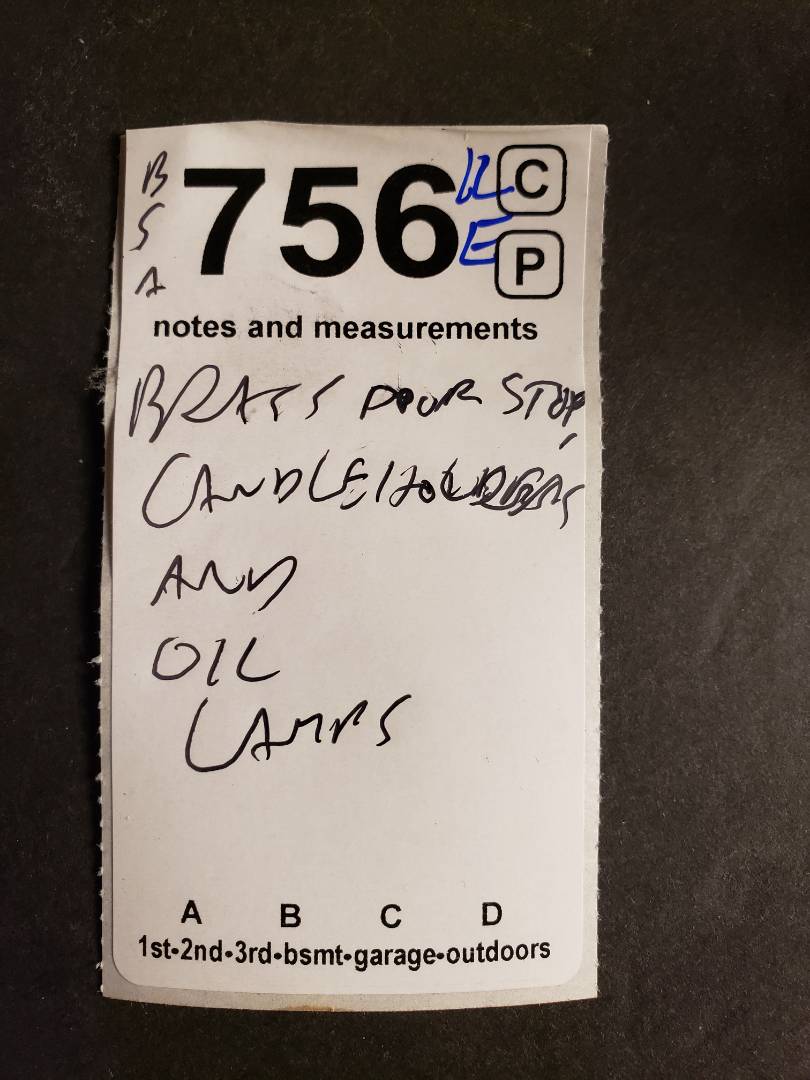 B
S
A
756
C
E
P
notes and measurements
BRASS DOOR STOP,
CANDLEHOLDERS
AND
OIL
LAMPS
A B C D
1st•2nd•3rd•bsmt•garage•outdoors